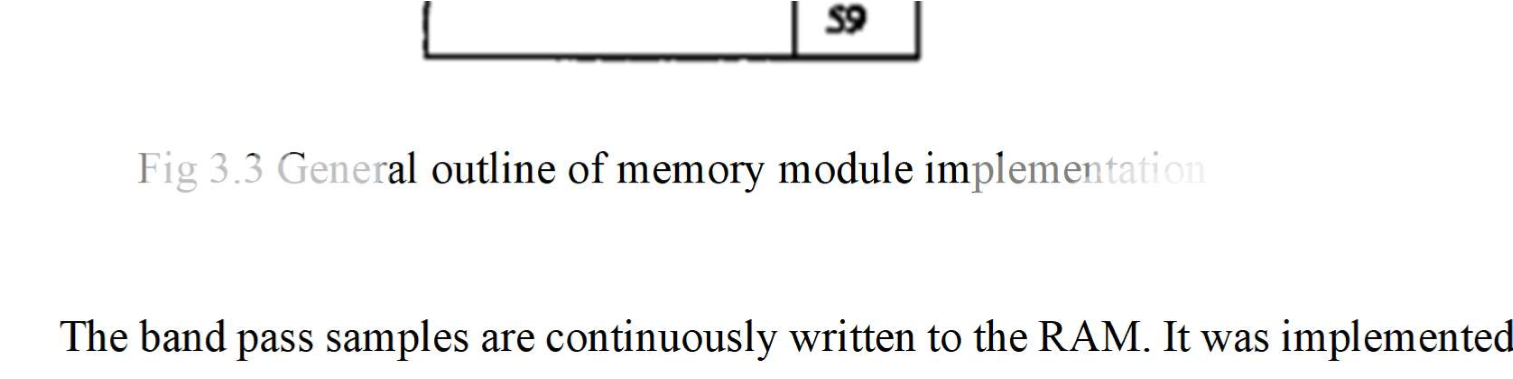 S9
Fig 3.3 General outline of memory module implementation
The band pass samples are continuously written to the RAM. It was implemented